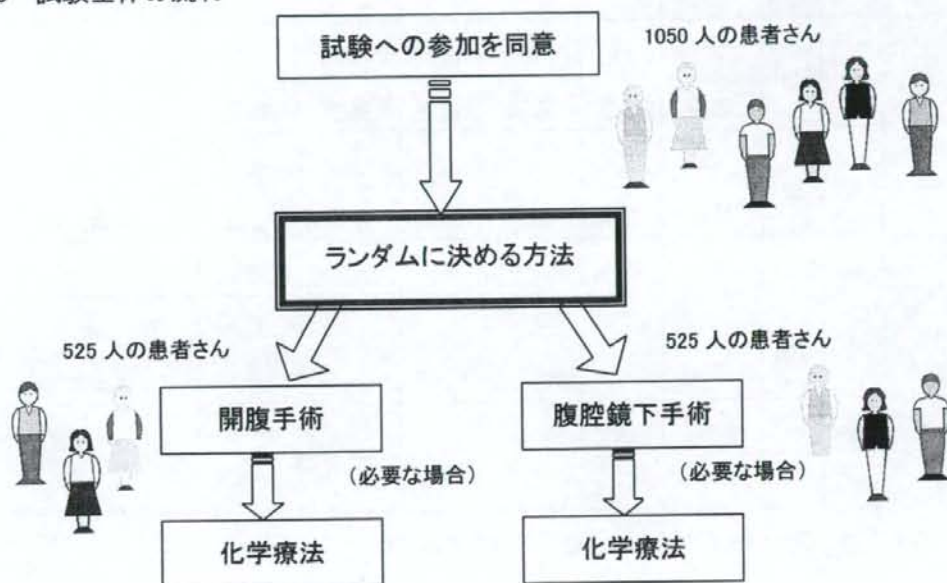 試験への参加を同意
1050 人の患者さん
ランダムに決める方法
525 人の患者さん
525 人の患者さん
開腹手術
腹腔鏡下手術
(必要な場合)
(必要な場合)
化学療法
化学療法